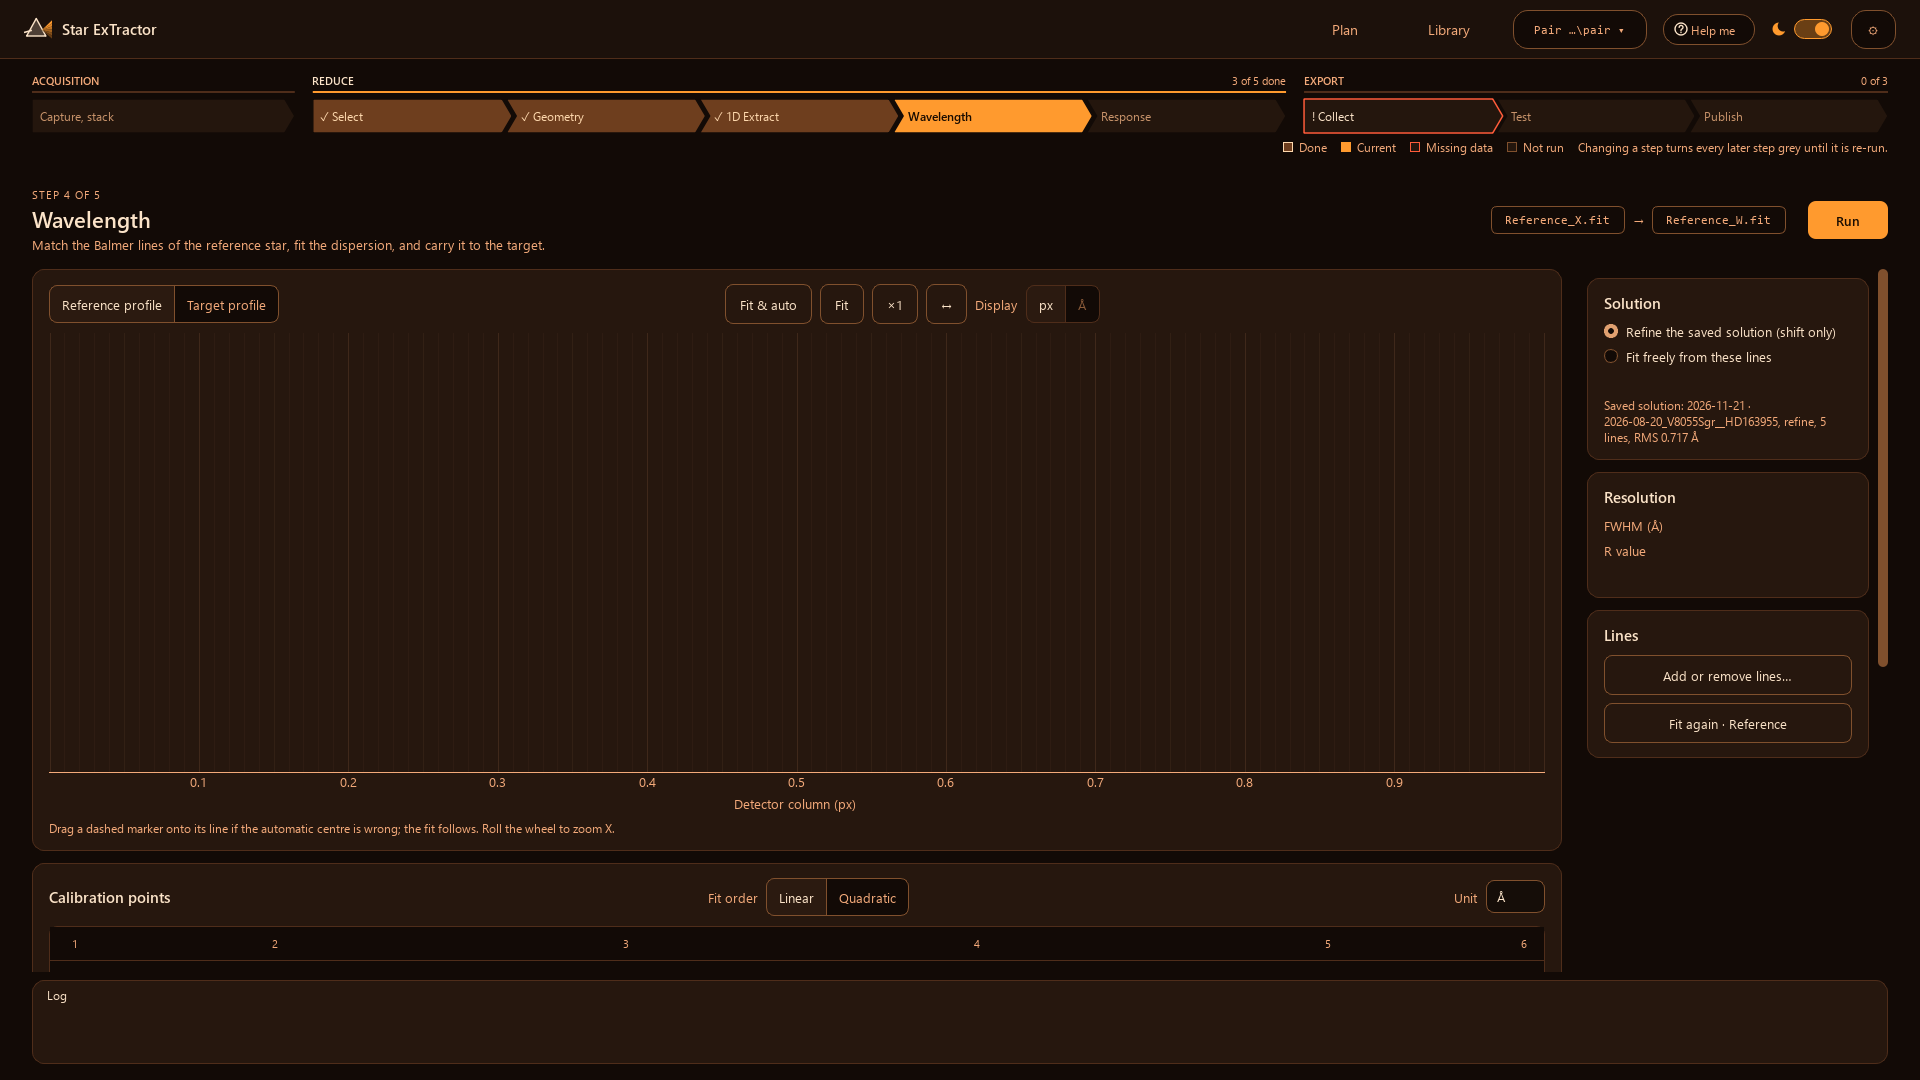 Star ExTractor
Plan
Library
Pair …\pair ▾
Help me
ACQUISITION
REDUCE
3 of 5 done
EXPORT
0 of 3
Capture, stack
✓ Select
✓ Geometry
✓ 1D Extract
Wavelength
Response
! Collect
Test
Publish
Done
Current
Missing data
Not run
Changing a step turns every later step grey until it is re-run.
STEP 4 OF 5
Wavelength
Match the Balmer lines of the reference star, fit the dispersion, and carry it to the target.
Reference_X.fit → Reference_W.fit
Run
Reference profile
Target profile
Fit & auto
Fit
×1
↔
Display
px
Å
0.1 0.2 0.3 0.4 0.5 0.6 0.7 0.8 0.9
Detector column (px)
Drag a dashed marker onto its line if the automatic centre is wrong; the fit follows. Roll the wheel to zoom X.
Solution
Refine the saved solution (shift only)
Fit freely from these lines
Saved solution: 2026-11-21 ·
2026-08-20_V8055Sgr__HD163955, refine, 5
lines, RMS 0.717 Å
Resolution
FWHM (Å)
R value
Lines
Add or remove lines…
Fit again · Reference
Calibration points
Fit order
Linear
Quadratic
Unit
Å
1 2 3 4 5 6
Log